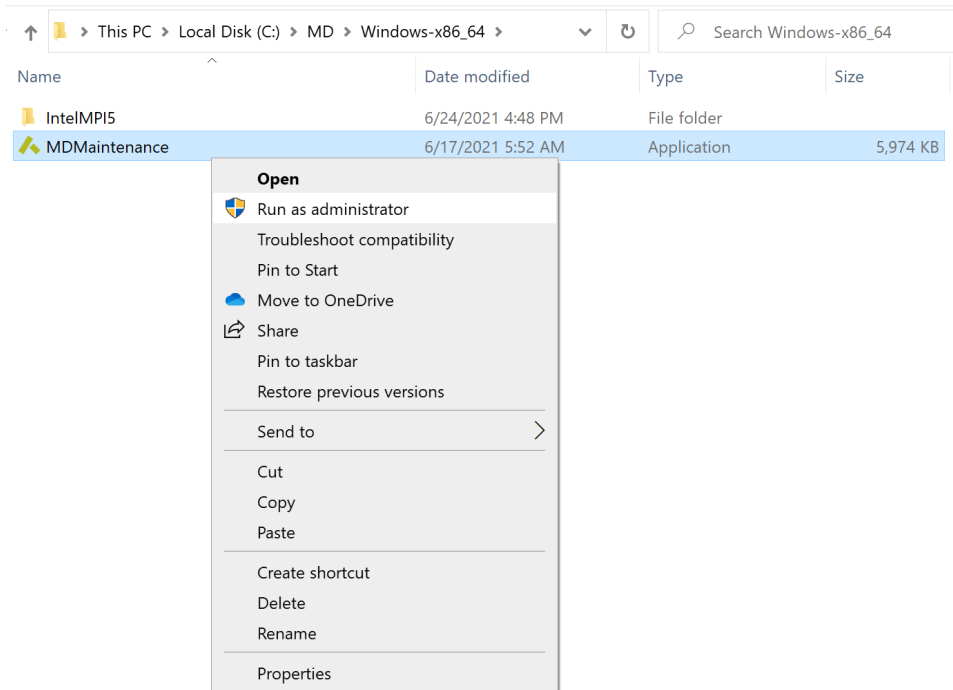 This PC > Local Disk (C:) > MD > Windows-x86_64 > Search Windows-x86_64
Name Date modified Type Size
IntelMPI5 6/24/2021 4:48 PM File folder
MDMaintenance 6/17/2021 5:52 AM Application 5,974 KB
Open
Run as administrator
Troubleshoot compatibility
Pin to Start
Move to OneDrive
Share
Pin to taskbar
Restore previous versions
Send to
Cut
Copy
Paste
Create shortcut
Delete
Rename
Properties